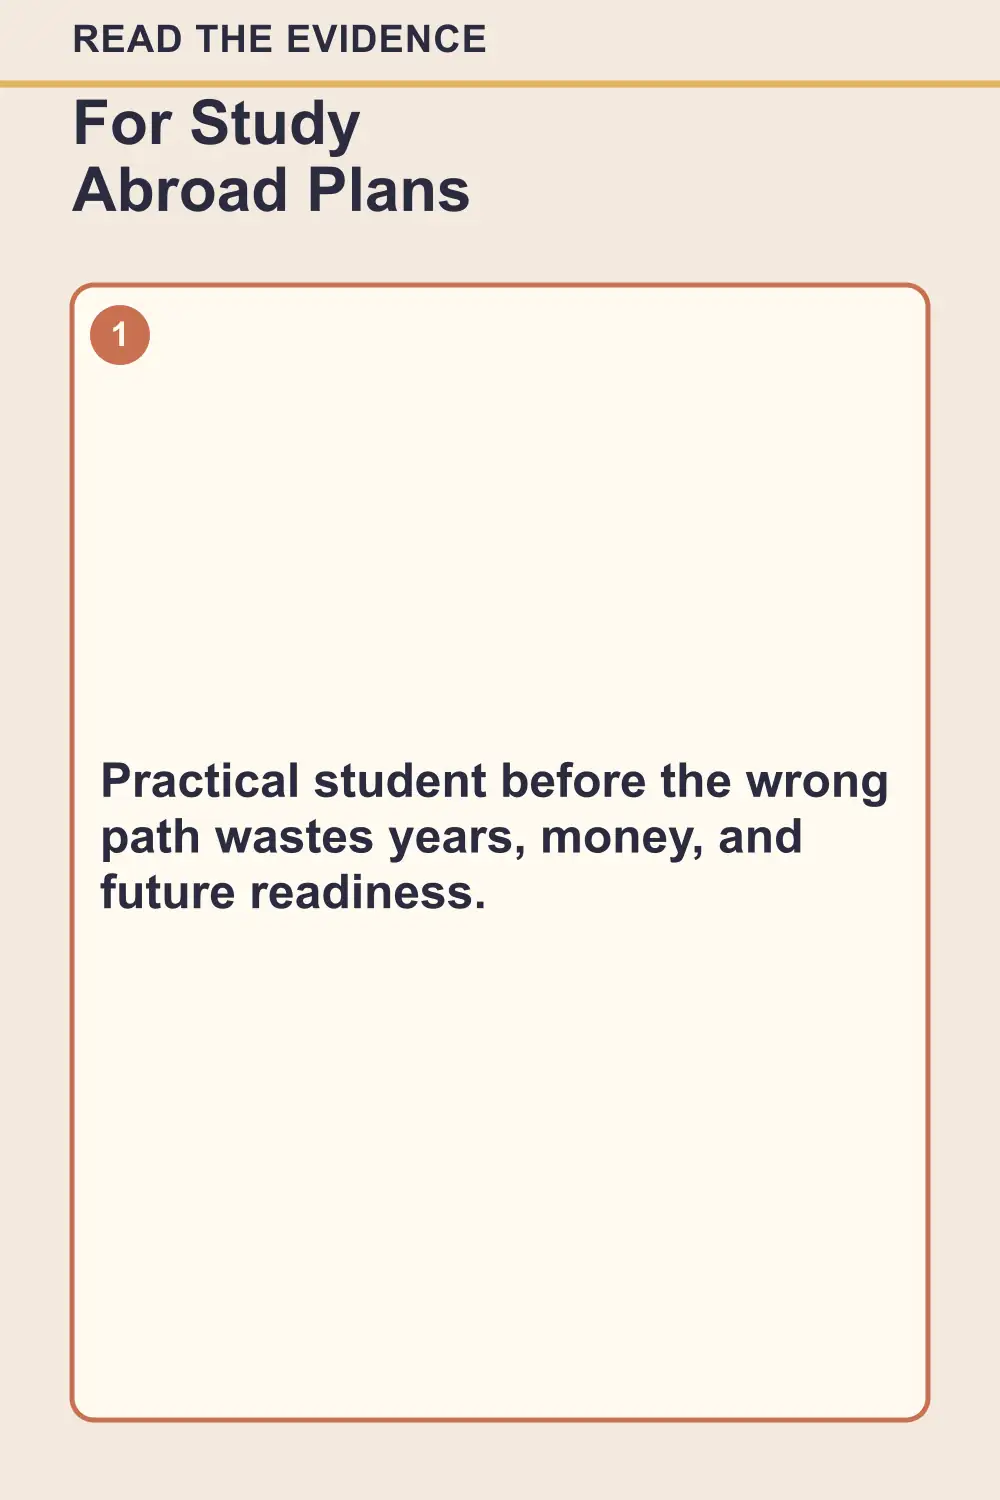 READ THE EVIDENCE
For Study
Abroad Plans
1
Practical student before the wrong
path wastes years, money, and
future readiness.